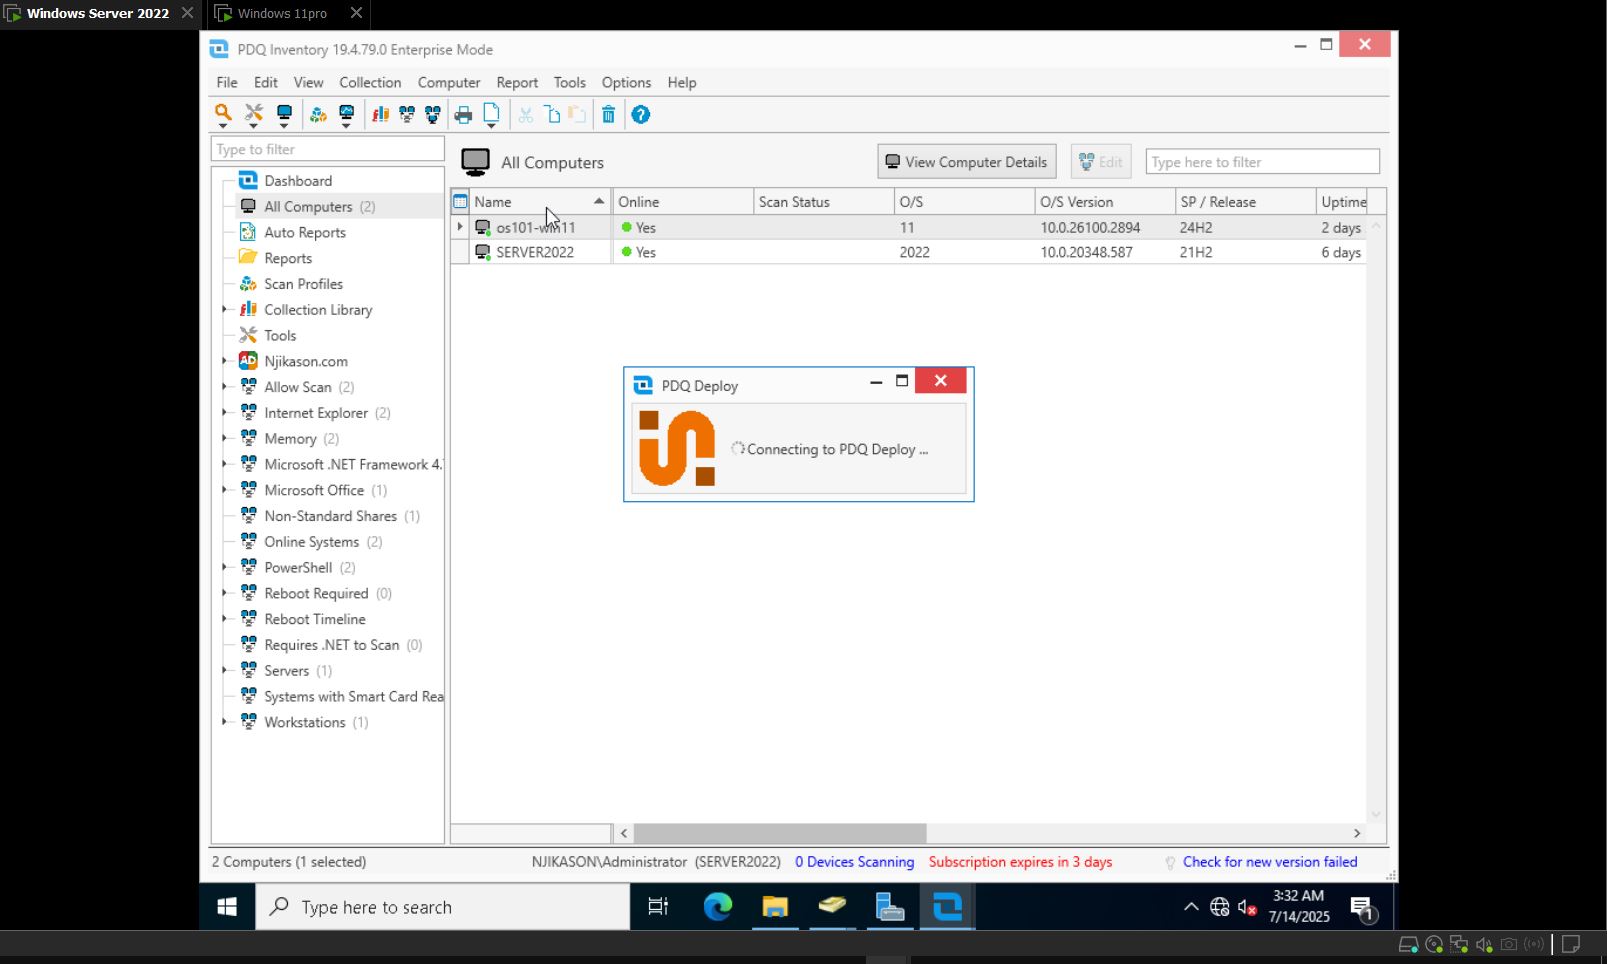 Windows Server 2022
Windows 11pro
PDQ Inventory 19.4.79.0 Enterprise Mode
File Edit View Collection Computer Report Tools Options Help
Type to filter
Dashboard
All Computers (2)
Auto Reports
Reports
Scan Profiles
Collection Library
Tools
Njikason.com
Allow Scan (2)
Internet Explorer (2)
Memory (2)
Microsoft .NET Framework 4.
Microsoft Office (1)
Non-Standard Shares (1)
Online Systems (2)
PowerShell (2)
Reboot Required (0)
Reboot Timeline
Requires .NET to Scan (0)
Servers (1)
Systems with Smart Card Rea
Workstations (1)
All Computers
View Computer Details
Edit
Type here to filter
Name Online Scan Status O/S O/S Version SP / Release Uptime
os101-win11 Yes 11 10.0.26100.2894 24H2 2 days
SERVER2022 Yes 2022 10.0.20348.587 21H2 6 days
PDQ Deploy
Connecting to PDQ Deploy ...
2 Computers (1 selected)
NJIKASON\Administrator (SERVER2022)
0 Devices Scanning
Subscription expires in 3 days
Check for new version failed
Type here to search
3:32 AM
7/14/2025
1